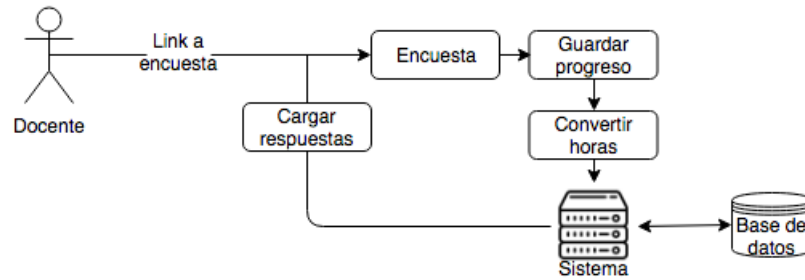 Link a
encuesta
Encuesta
Guardar
progreso
Docente
Cargar
respuestas
Convertir
horas
Sistema
Base de
datos